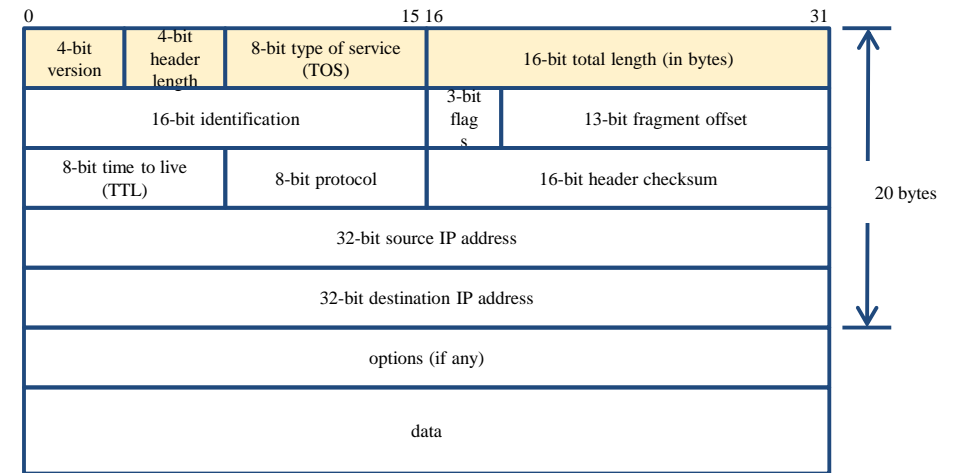 0
15 16
31
4-bit
version
4-bit
header
length
8-bit type of service
(TOS)
16-bit total length (in bytes)
16-bit identification
3-bit
flag
s
13-bit fragment offset
8-bit time to live
(TTL)
8-bit protocol
16-bit header checksum
20 bytes
32-bit source IP address
32-bit destination IP address
options (if any)
data